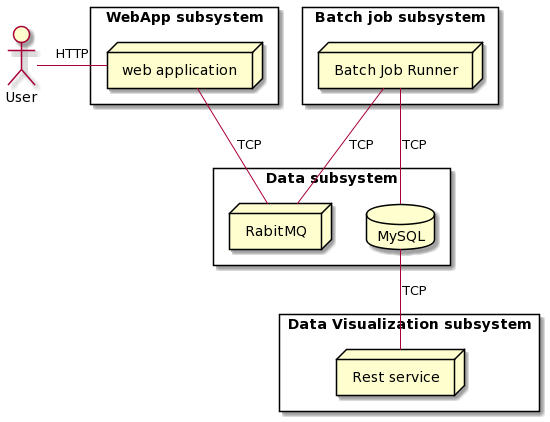 WebApp subsystem
Batch job subsystem
HTTP
web application
Batch Job Runner
User
TCP
TCP
TCP
Data subsystem
RabitMQ
MySQL
TCP
Data Visualization subsystem
Rest service